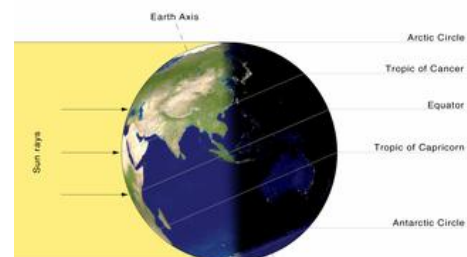 Earth Axis
Arctic Circle
Tropic of Cancer
Equator
Sun rays
Tropic of Capricorn
Antarctic Circle